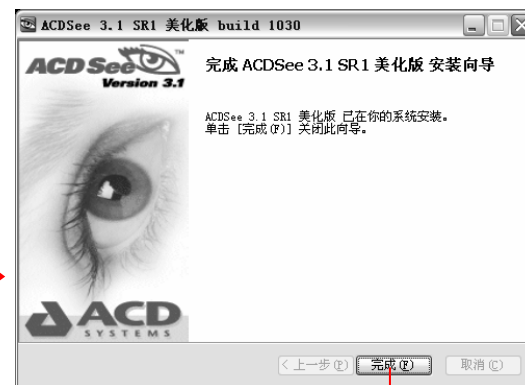 ACDSee 3.1 SR1 美化版 build 1030
ACD See™
Version 3.1
完成 ACDSee 3.1 SR1 美化版 安装向导
ACDSee 3.1 SR1 美化版 已在你的系统安装。
单击 [完成(F)] 关闭此向导。
ACD
SYSTEMS
<上一步(P) 完成(F) 取消(C)